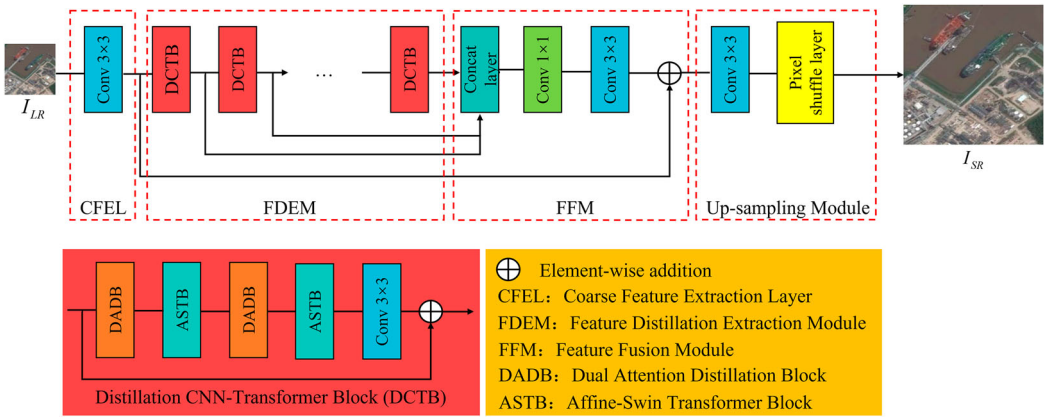 I_LR
Conv 3×3
DCTB
DCTB
...
DCTB
Concat
layer
Conv 1×1
Conv 3×3
Conv 3×3
Pixel
shuffle layer
I_SR
CFEL
FDEM
FFM
Up-sampling Module
DADB
ASTB
DADB
ASTB
Conv 3×3
Distillation CNN-Transformer Block (DCTB)
Element-wise addition
CFEL：Coarse Feature Extraction Layer
FDEM：Feature Distillation Extraction Module
FFM：Feature Fusion Module
DADB：Dual Attention Distillation Block
ASTB：Affine-Swin Transformer Block